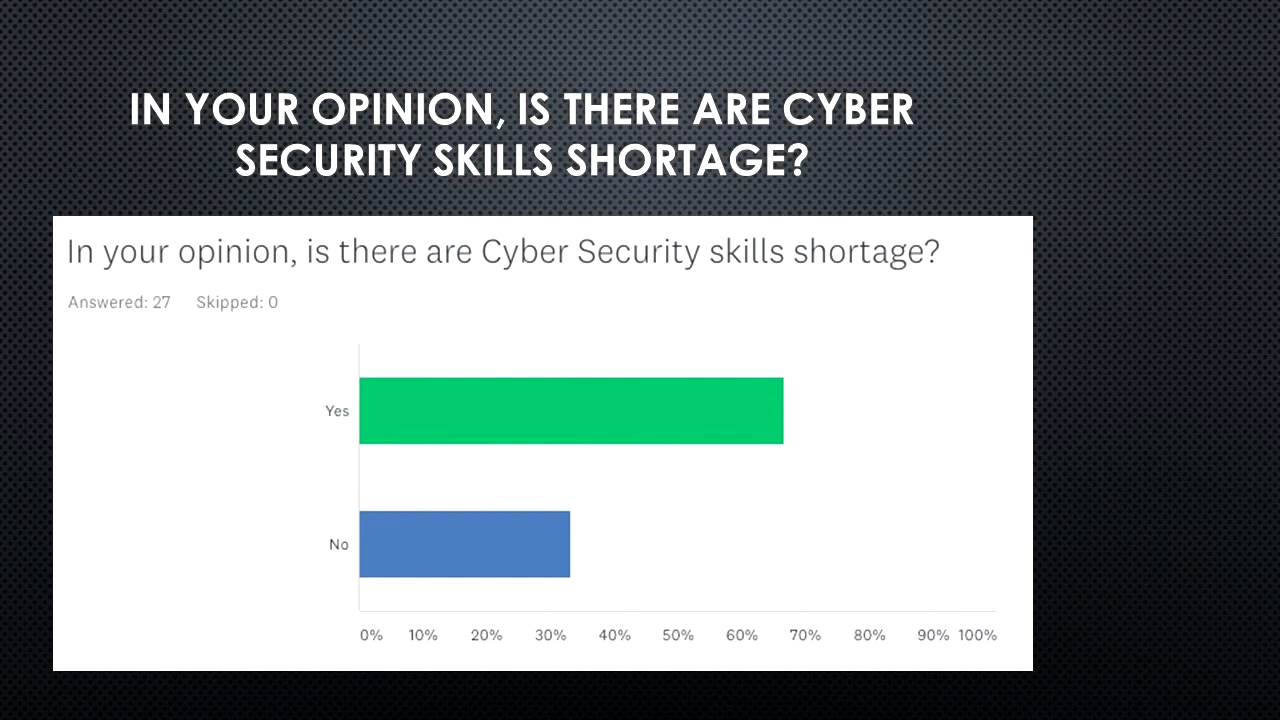 IN YOUR OPINION, IS THERE ARE CYBER
SECURITY SKILLS SHORTAGE?
In your opinion, is there are Cyber Security skills shortage?
Answered: 27 Skipped: 0
Yes
No
0% 10% 20% 30% 40% 50% 60% 70% 80% 90% 100%